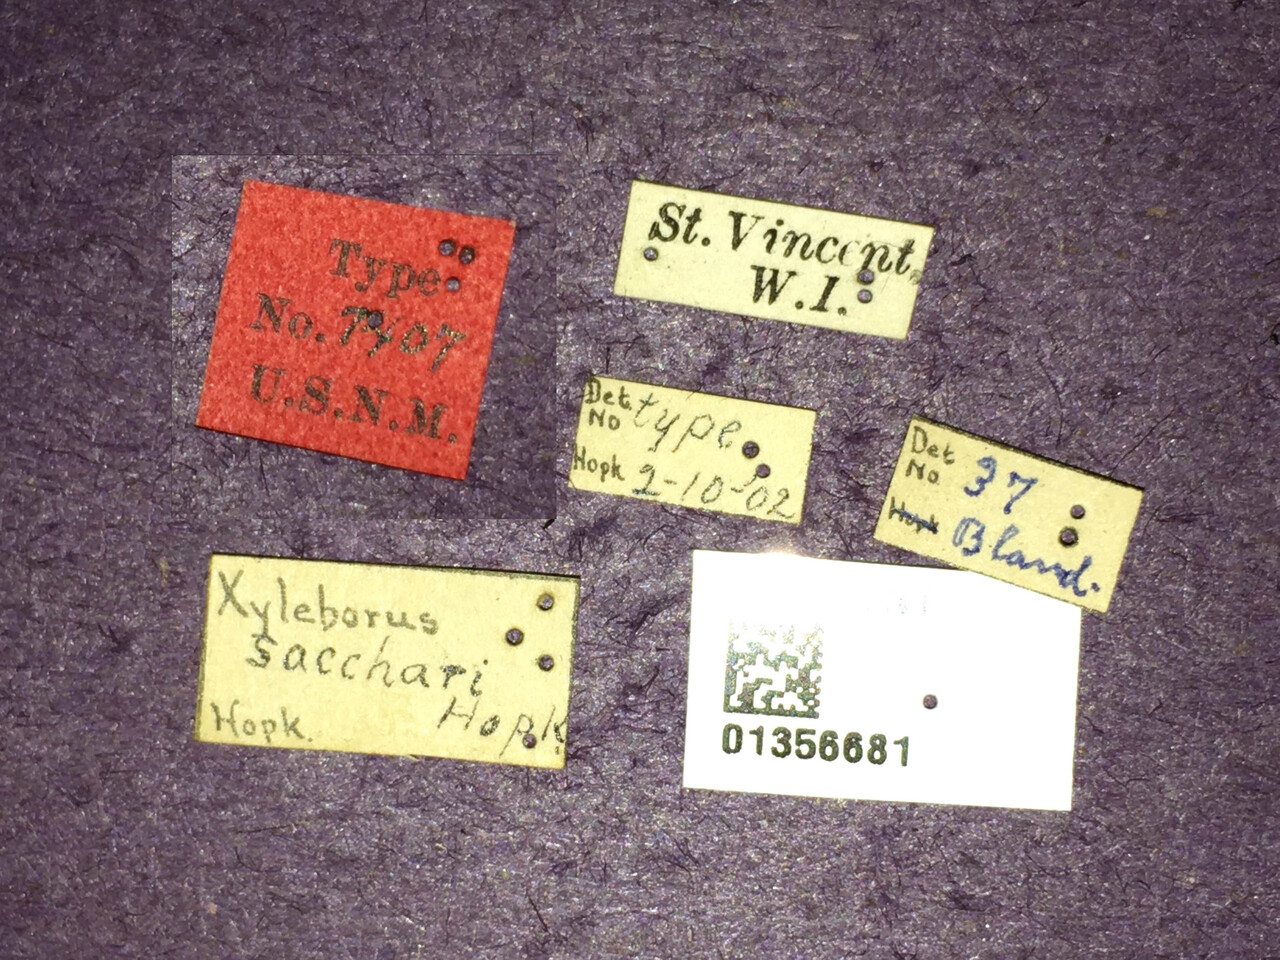 Type
No. 7407
U.S.N.M.
St. Vincent,
W.I.
Det. No type
Hopk 2-10-02
Det No 37
Hopk Bland.
Xyleborus
sacchari
Hopk
Hopk.
01356681